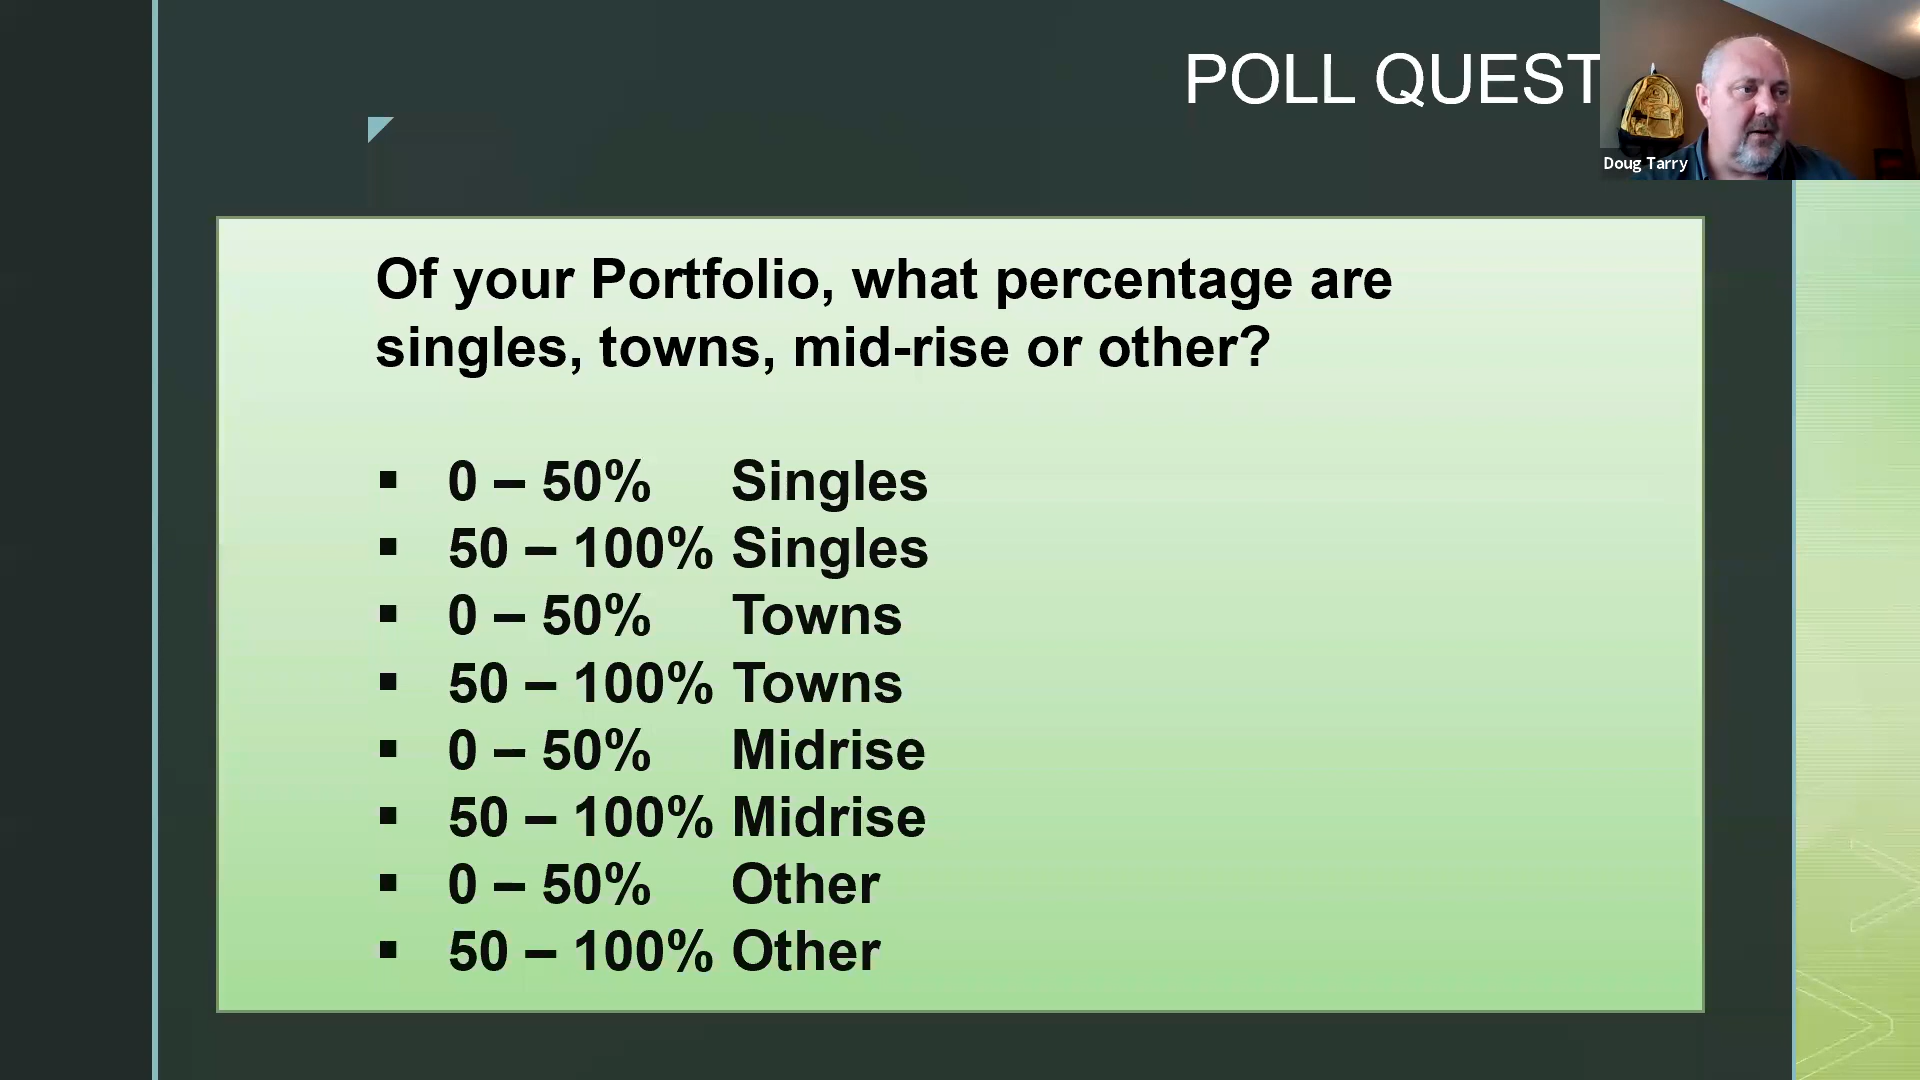 POLL QUEST
Doug Tarry
Of your Portfolio, what percentage are
singles, towns, mid-rise or other?
▪ 0 – 50% Singles
▪ 50 – 100% Singles
▪ 0 – 50% Towns
▪ 50 – 100% Towns
▪ 0 – 50% Midrise
▪ 50 – 100% Midrise
▪ 0 – 50% Other
▪ 50 – 100% Other